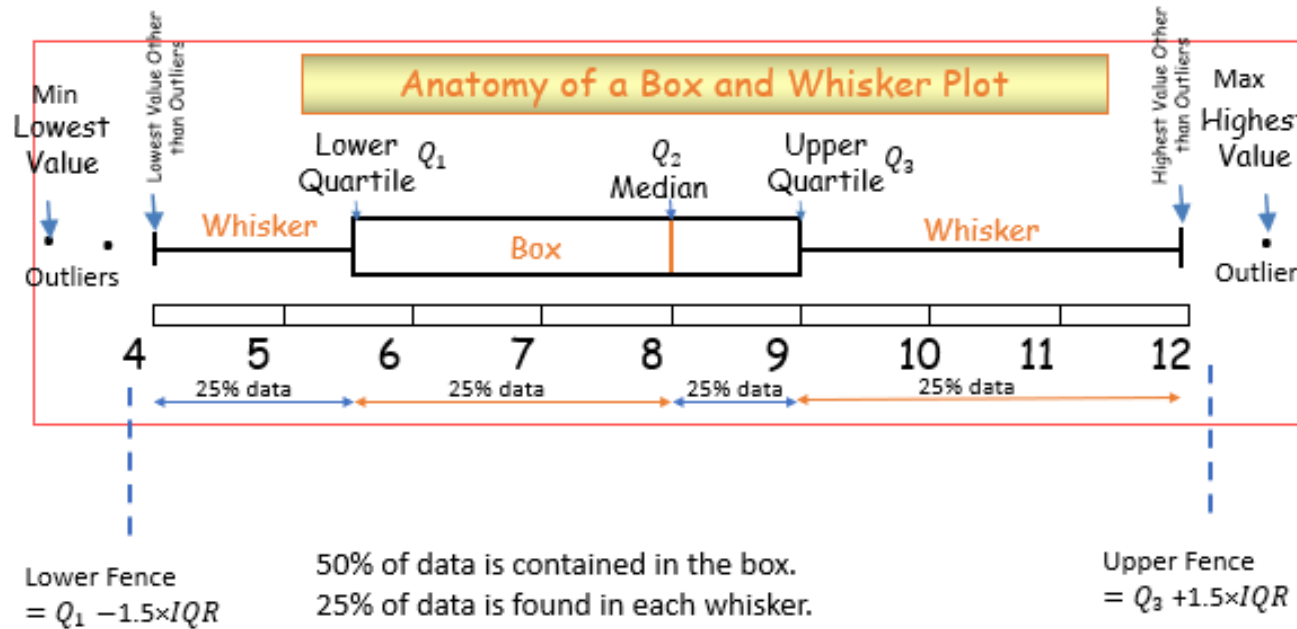 Anatomy of a Box and Whisker Plot
Min
Lowest
Value
Lowest Value Other
than Outliers
Lower
Quartile Q₁
Q₂
Median
Upper
Quartile Q₃
Highest Value Other
than Outliers
Max
Highest
Value
Whisker
Box
Whisker
Outliers
Outlier
4 5 6 7 8 9 10 11 12
25% data 25% data 25% data 25% data
Lower Fence
= Q₁ −1.5×IQR
50% of data is contained in the box.
25% of data is found in each whisker.
Upper Fence
= Q₃ +1.5×IQR